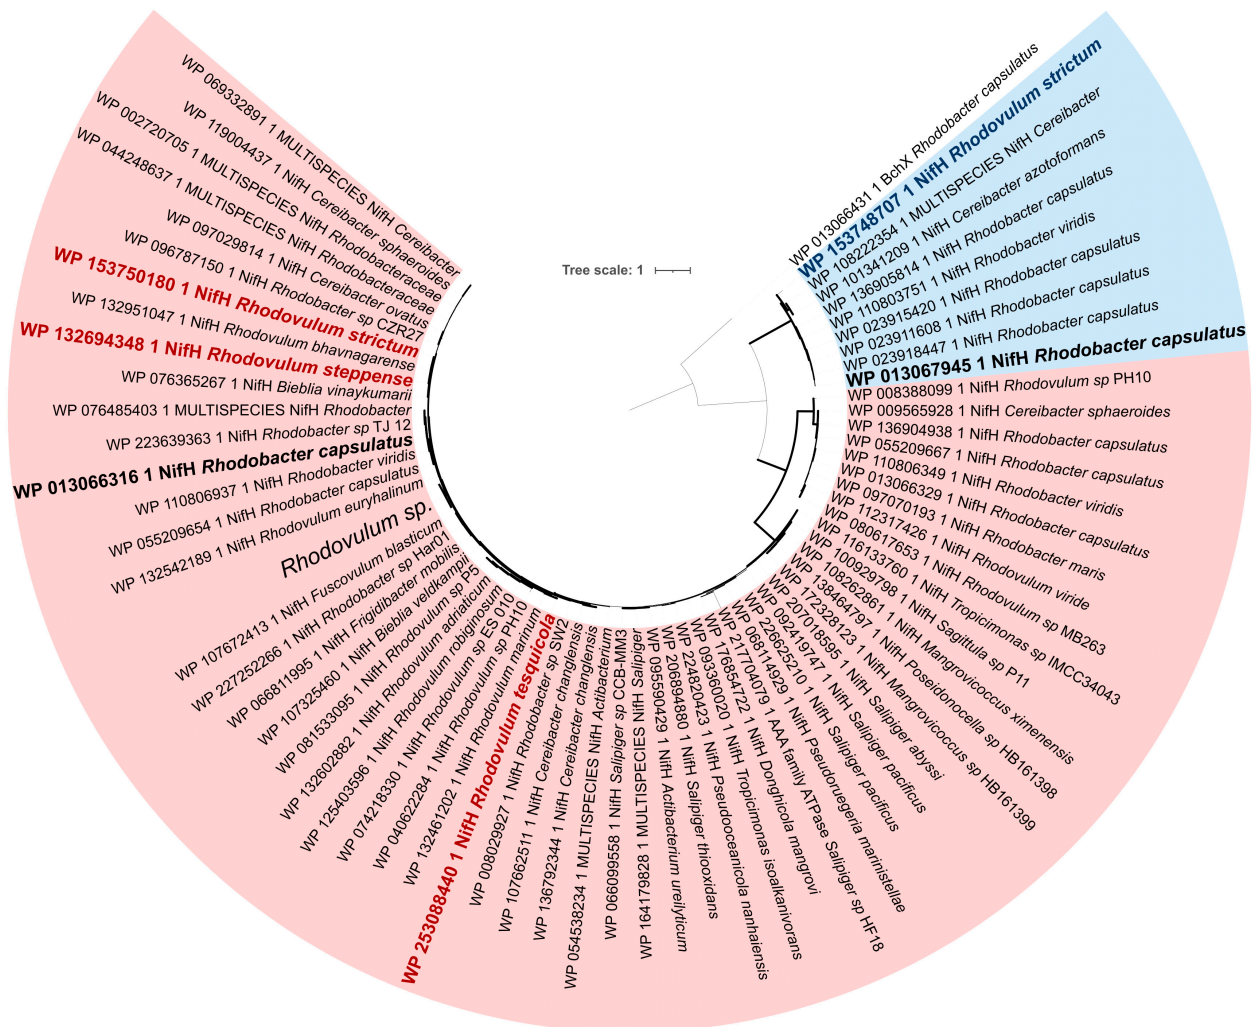 WP 013066431 1 BchX Rhodobacter capsulatus
WP 153748707 1 NifH Rhodovulum strictum
WP 108222354 1 MULTISPECIES NifH Cereibacter
WP 101341209 1 NifH Cereibacter azotoformans
WP 136905814 1 NifH Rhodobacter capsulatus
WP 110803751 1 NifH Rhodobacter viridis
WP 023915420 1 NifH Rhodobacter capsulatus
WP 023911608 1 NifH Rhodobacter capsulatus
WP 023918447 1 NifH Rhodobacter capsulatus
WP 013067945 1 NifH Rhodobacter capsulatus
WP 008388099 1 NifH Rhodovulum sp PH10
WP 009565928 1 NifH Cereibacter sphaeroides
WP 136904938 1 NifH Rhodobacter capsulatus
WP 055209667 1 NifH Rhodobacter capsulatus
WP 110806349 1 NifH Rhodobacter viridis
WP 013066329 1 NifH Rhodobacter capsulatus
WP 097070193 1 NifH Rhodobacter maris
WP 112317426 1 NifH Rhodovulum viride
WP 080617653 1 NifH Rhodovulum sp MB263
WP 116133760 1 NifH Tropicimonas sp IMCC34043
WP 100929798 1 NifH Sagittula sp P11
WP 108262861 1 NifH Mangrovicoccus ximenensis
WP 138464797 1 NifH Poseidonocella sp HB161398
WP 172328123 1 NifH Mangrovicoccus sp HB161399
WP 207018595 1 NifH Salipiger abyssi
WP 092419747 1 NifH Salipiger pacificus
WP 226625210 1 NifH Salipiger pacificus
WP 068114929 1 NifH Pseudoruegeria marinistellae
WP 217704079 1 AAA family ATPase Salipiger sp HF18
WP 176854722 1 NifH Donghicola mangrovi
WP 093360020 1 NifH Tropicimonas isoalkanivorans
WP 224820423 1 NifH Pseudooceanicola nanhaiensis
WP 206894880 1 NifH Salipiger thiooxidans
WP 085590429 1 NifH Actibacterium ureilyticum
WP 164179828 1 MULTISPECIES NifH Salipiger
WP 066099558 1 NifH Salipiger sp CCB-MM3
WP 054538234 1 MULTISPECIES NifH Actibacterium
WP 136792344 1 NifH Cereibacter changlensis
WP 107662511 1 NifH Cereibacter changlensis
WP 008029927 1 NifH Rhodobacter sp SW2
WP 253088440 1 NifH Rhodovulum tesquicola
WP 132461202 1 NifH Rhodovulum marinum
WP 040622284 1 NifH Rhodovulum sp PH10
WP 074218330 1 NifH Rhodovulum sp ES 010
WP 125403596 1 NifH Rhodovulum robiginosum
WP 132602882 1 NifH Rhodovulum adriaticum
WP 081533095 1 NifH Rhodovulum sp P5
WP 107325460 1 NifH Bieblia veldkampii
WP 066811995 1 NifH Frigidibacter mobilis
WP 227252266 1 NifH Rhodobacter sp Har01
WP 107672413 1 NifH Fuscovulum blasticum
Rhodovulum sp.
WP 132542189 1 NifH Rhodovulum euryhalinum
WP 055209654 1 NifH Rhodobacter capsulatus
WP 110806937 1 NifH Rhodobacter viridis
WP 013066316 1 NifH Rhodobacter capsulatus
WP 223639363 1 NifH Rhodobacter sp TJ 12
WP 076485403 1 MULTISPECIES NifH Rhodobacter
WP 076365267 1 NifH Bieblia vinaykumarii
WP 132694348 1 NifH Rhodovulum steppense
WP 132951047 1 NifH Rhodovulum bhavnagarense
WP 153750180 1 NifH Rhodovulum strictum
WP 096787150 1 NifH Rhodobacter sp CZR27
WP 097029814 1 NifH Cereibacter ovatus
WP 044248637 1 MULTISPECIES NifH Rhodobacteraceae
WP 002720705 1 MULTISPECIES NifH Rhodobacteraceae
WP 119004437 1 NifH Cereibacter sphaeroides
WP 069332891 1 MULTISPECIES NifH Cereibacter
Tree scale: 1